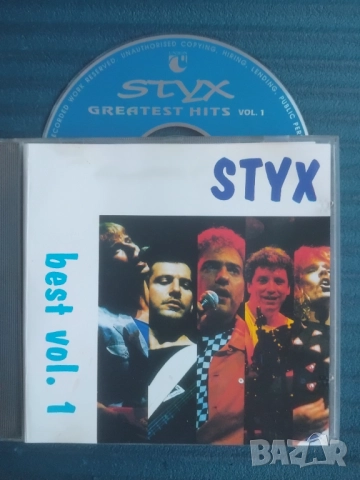 RECORDED WORK RESERVED. UNAUTHORISED COPYING, HIRING, LENDING, PUBLIC PER
STYX
GREATEST HITS VOL. 1
STYX
best vol. 1
BAZAR